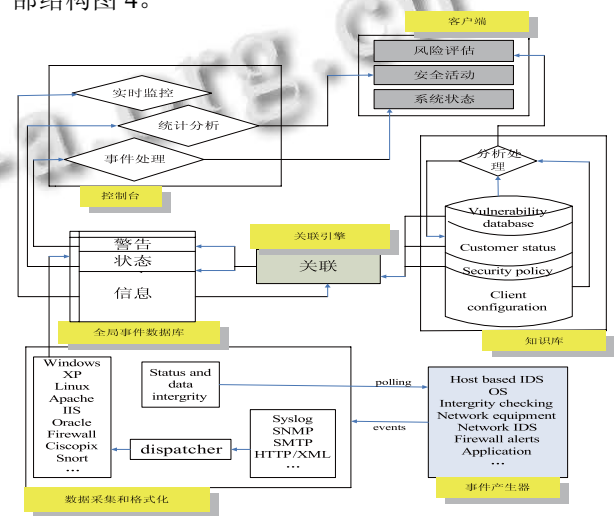 部结构图 4。
客户端
风险评估
安全活动
系统状态
实时监控
统计分析
事件处理
控制台
分析处
理
Vulnerability
database
Customer status
Security policy
Client
configuration
知识库
警告
状态
信息
全局事件数据库
关联引擎
关联
Windows
XP
Linux
Apache
IIS
Oracle
Firewall
Ciscopix
Snort
…
Status and
data
intergrity
dispatcher
Syslog
SNMP
SMTP
HTTP/XML
…
数据采集和格式化
polling
events
Host based IDS
OS
Intergrity checking
Network equipment
Network IDS
Firewall alerts
Application
…
事件产生器